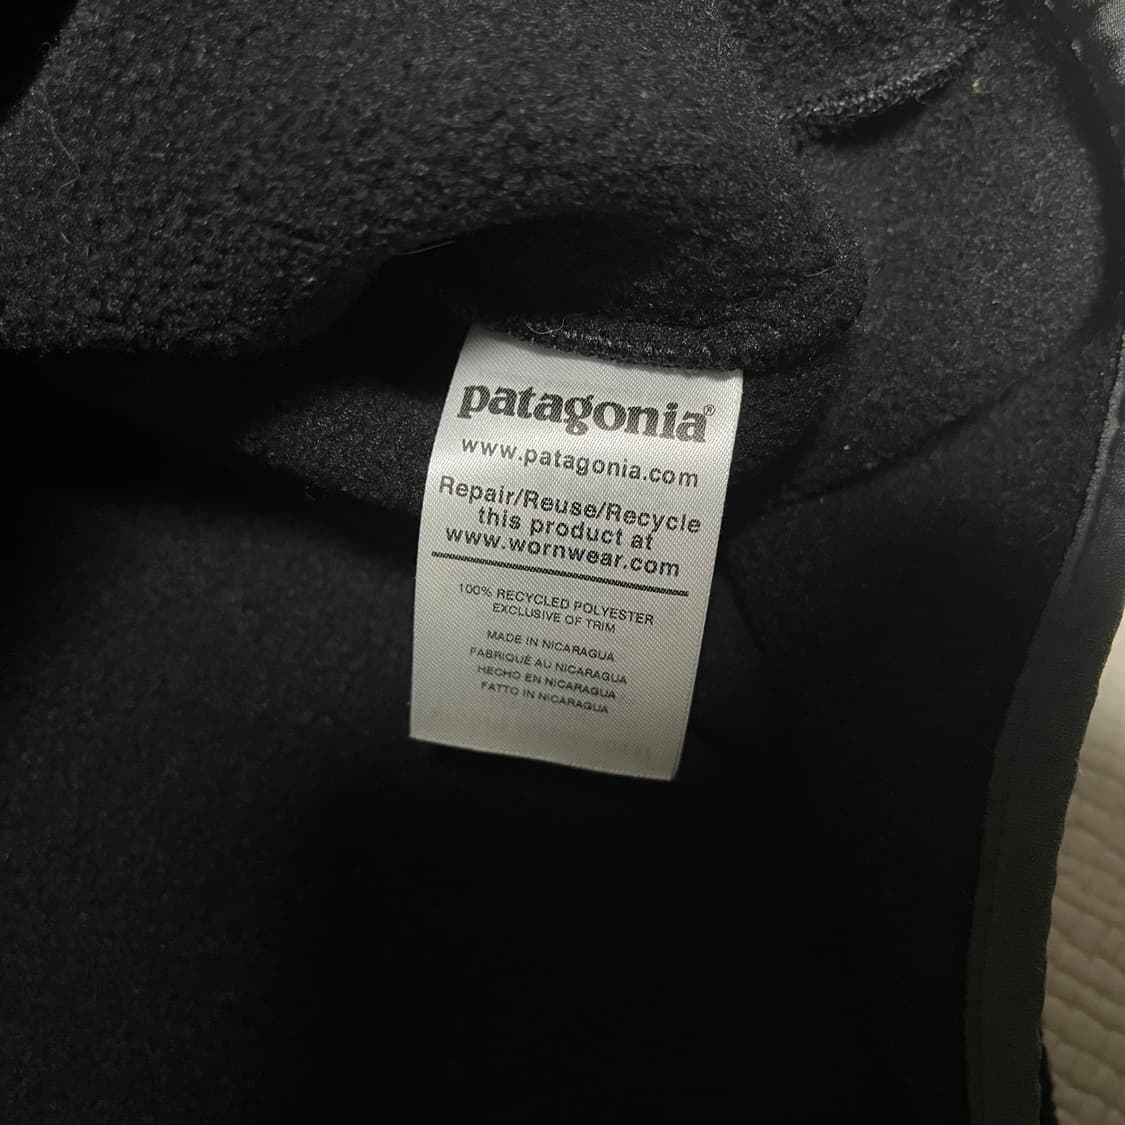 patagonia®
www.patagonia.com
Repair/Reuse/Recycle
this product at
www.wornwear.com
100% RECYCLED POLYESTER
EXCLUSIVE OF TRIM
MADE IN NICARAGUA
FABRIQUÉ AU NICARAGUA
HECHO EN NICARAGUA
FATTO IN NICARAGUA